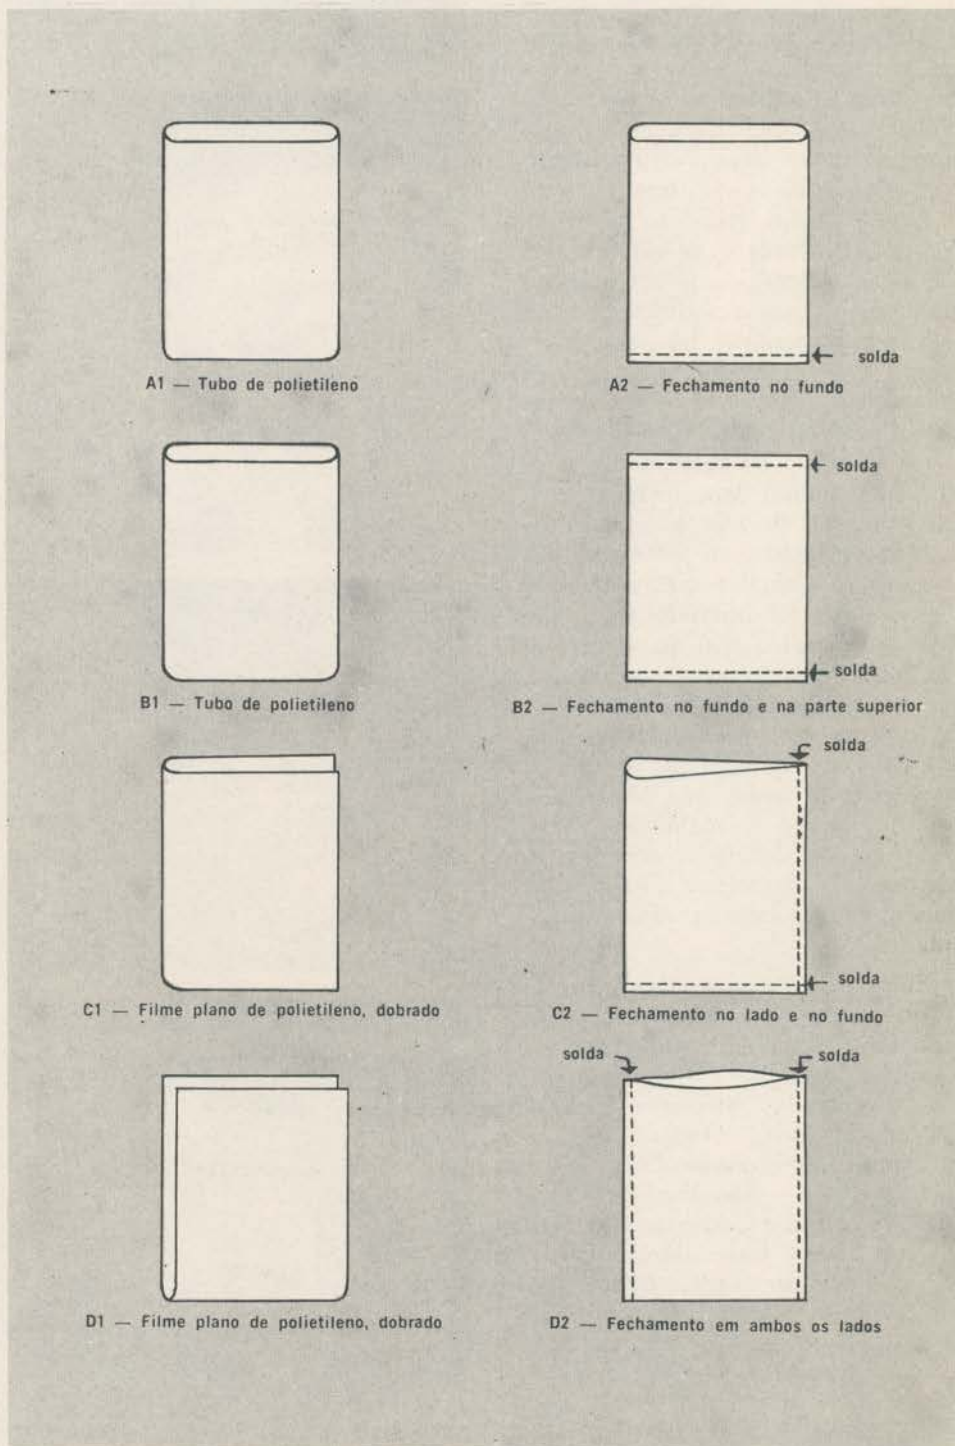 solda
A1 — Tubo de polietileno
A2 — Fechamento no fundo
solda
solda
B1 — Tubo de polietileno
B2 — Fechamento no fundo e na parte superior
solda
solda
C1 — Filme plano de polietileno, dobrado
C2 — Fechamento no lado e no fundo
solda
solda
D1 — Filme plano de polietileno, dobrado
D2 — Fechamento em ambos os lados